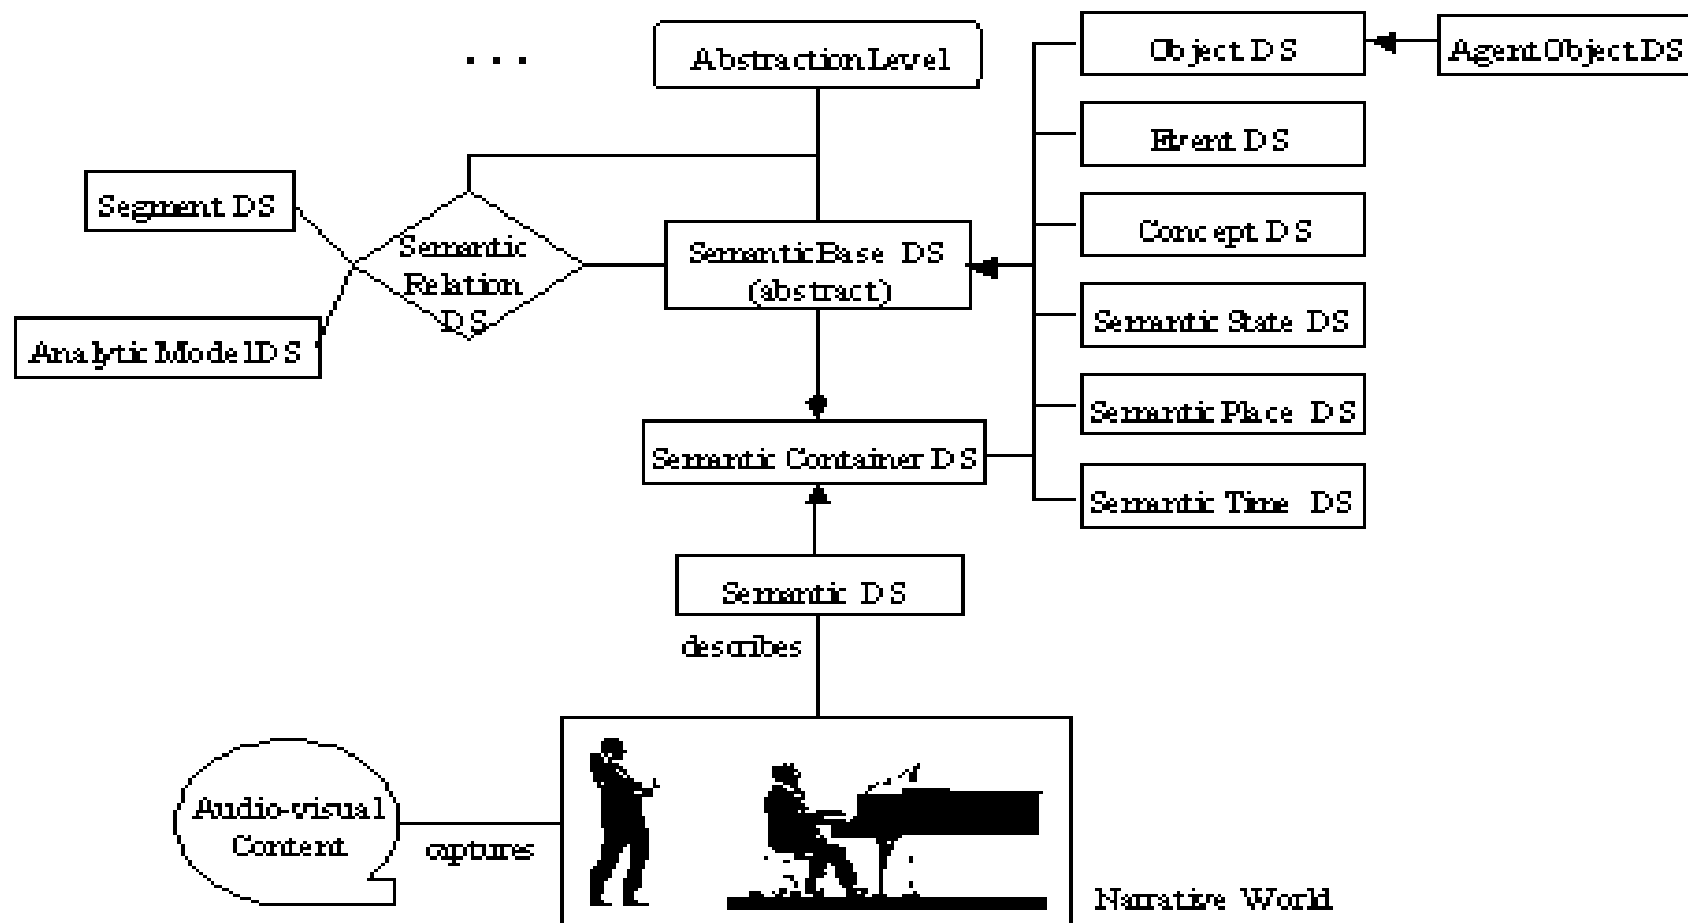 . . .
AbstractionLevel
Object DS
AgentObject DS
Event DS
Segment DS
Concept DS
Semantic
Relation
DS
SemanticBase DS
(abstract)
Semantic State DS
Analytic Model DS
Semantic Place DS
Semantic Container DS
Semantic Time DS
Semantic DS
describes
Audio-visual
Content
captures
Narrative World